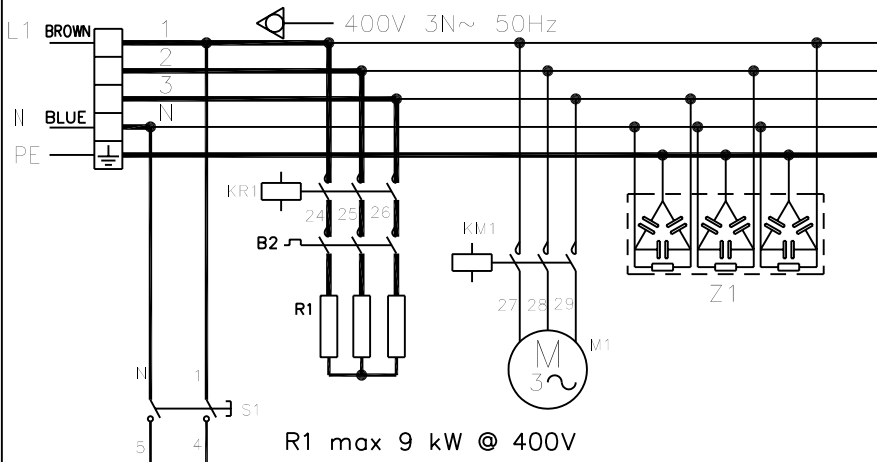 400V 3N~ 50Hz
L1 BROWN 1
2
3
N BLUE N
PE
KR1
24 25 26
B2
KM1
R1
27 28 29
Z1
M
3~
M1
N 1
S1
5 4
R1 max 9 kW @ 400V